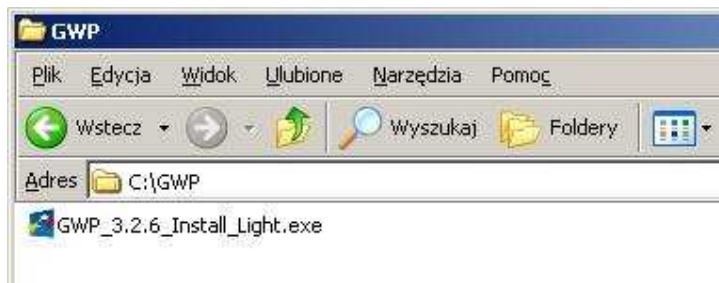 GWP
Plik Edycja Widok Ulubione Narzędzia Pomoc
Wstecz Wyszukaj Foldery
Adres C:\GWP
GWP_3.2.6_Install_Light.exe